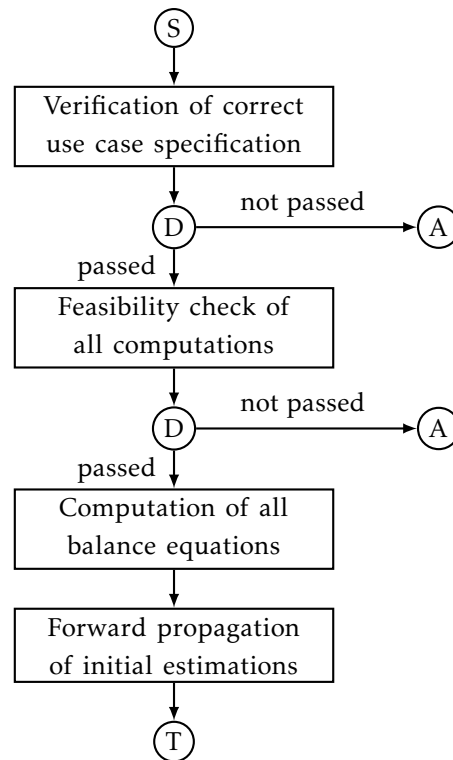 S
Verification of correct
use case specification
not passed
D
A
passed
Feasibility check of
all computations
not passed
D
A
passed
Computation of all
balance equations
Forward propagation
of initial estimations
T